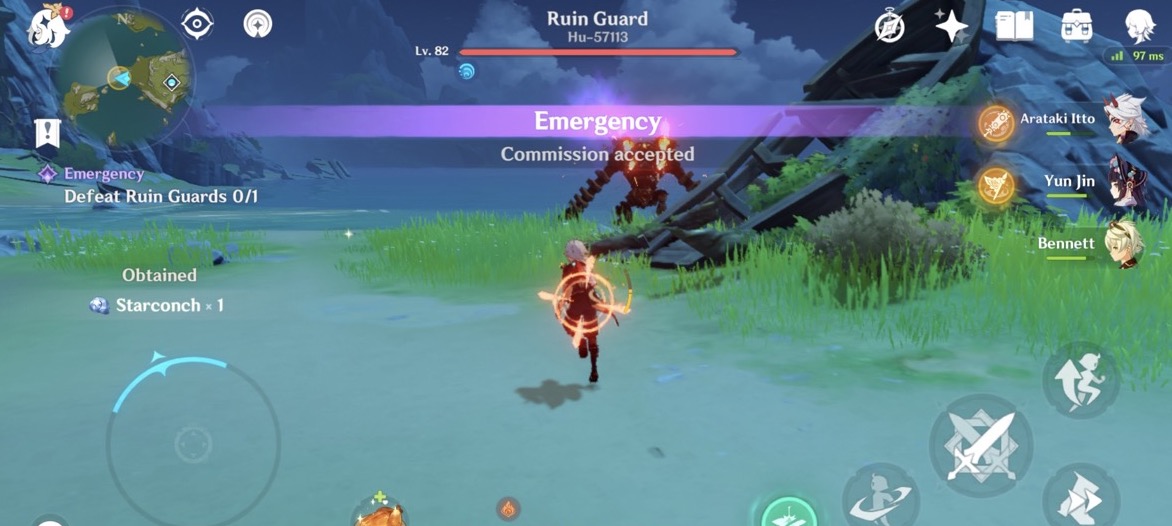 Ruin Guard
Hu-57113
Lv. 82
N
97 ms
Emergency
Commission accepted
Arataki Itto
Yun Jin
Bennett
Emergency
Defeat Ruin Guards 0/1
Obtained
Starconch × 1